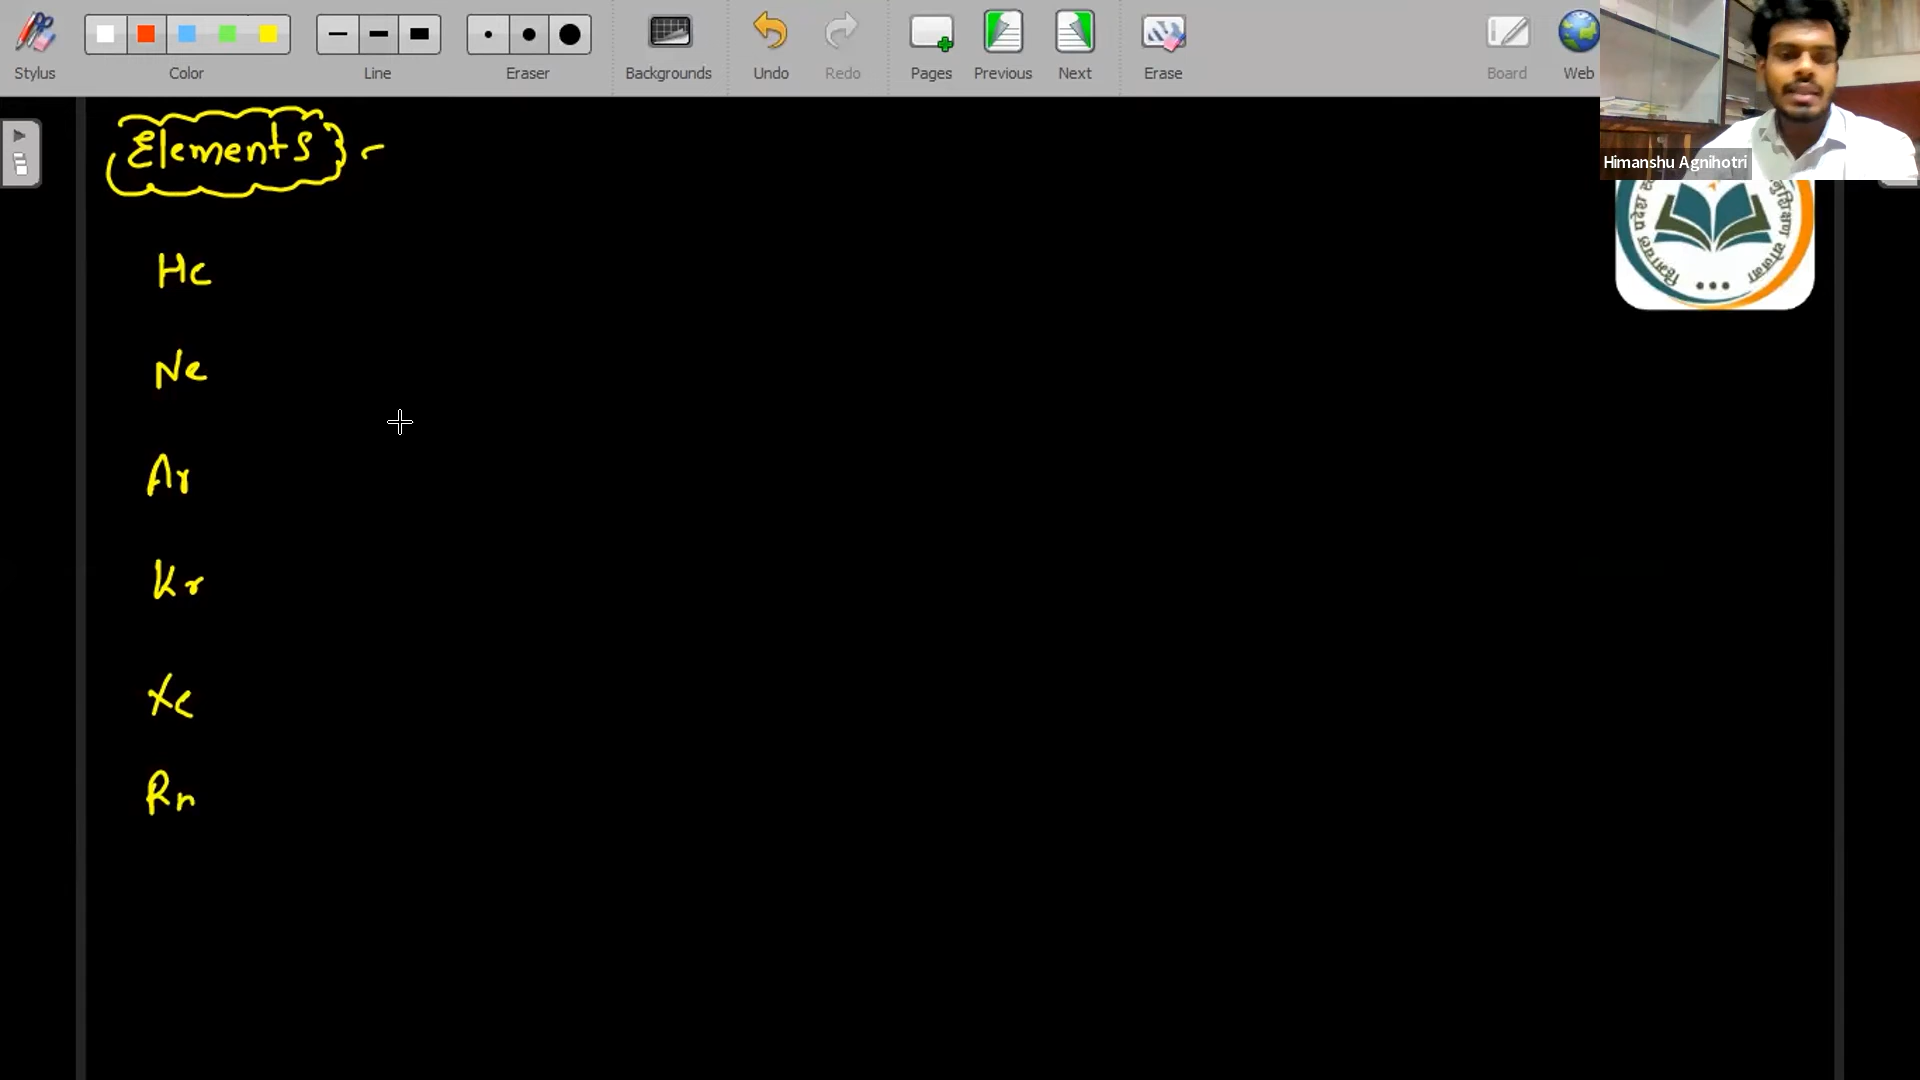 Stylus
Color
Line
Eraser
Backgrounds
Undo
Redo
Pages
Previous
Next
Erase
Board
Web
Himanshu Agnihotri
Elements
He
Ne
Ar
Kr
Xe
Rn